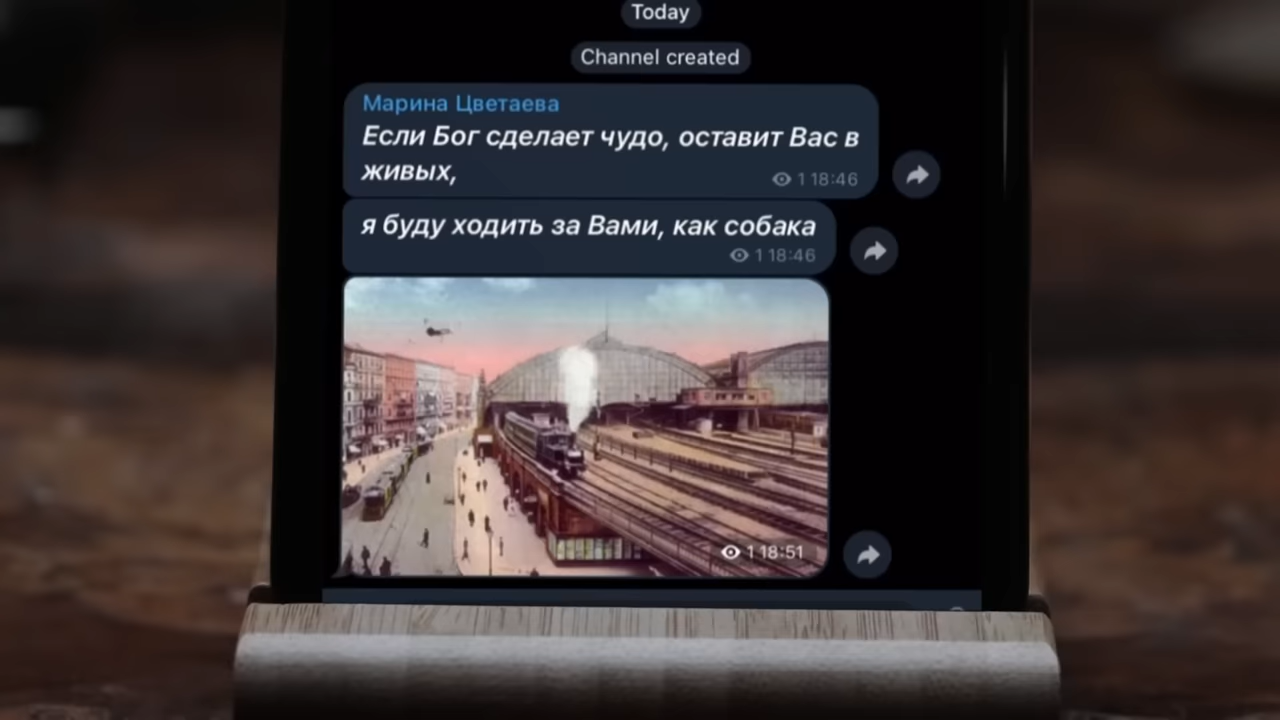 Today
Channel created
Марина Цветаева
Если Бог сделает чудо, оставит Вас в
живых,
1 18:46
я буду ходить за Вами, как собака
1 18:46
1 18:51